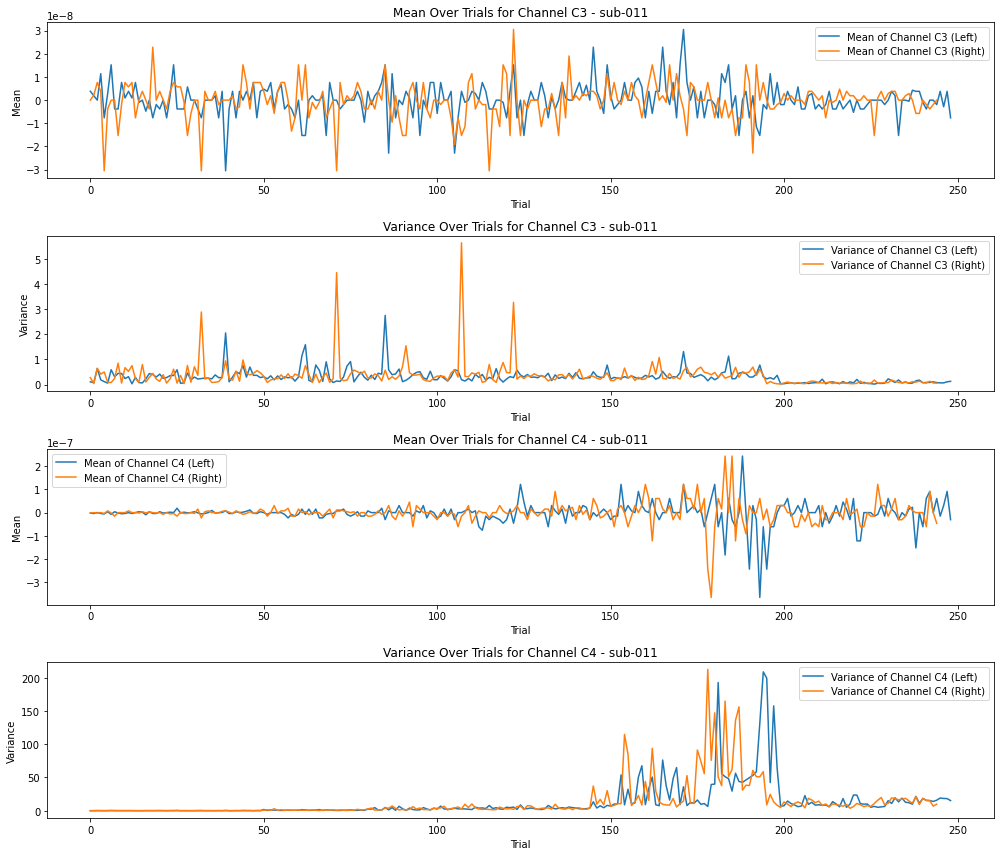 Mean Over Trials for Channel C3 - sub-011
1e−8
Mean of Channel C3 (Left)
Mean of Channel C3 (Right)
3
2
1
0
−1
−2
−3
Mean
0 50 100 150 200 250
Trial
Variance Over Trials for Channel C3 - sub-011
Variance of Channel C3 (Left)
Variance of Channel C3 (Right)
5
4
3
2
1
0
Variance
0 50 100 150 200 250
Trial
Mean Over Trials for Channel C4 - sub-011
1e−7
Mean of Channel C4 (Left)
Mean of Channel C4 (Right)
2
1
0
−1
−2
−3
Mean
0 50 100 150 200 250
Trial
Variance Over Trials for Channel C4 - sub-011
Variance of Channel C4 (Left)
Variance of Channel C4 (Right)
200
150
100
50
0
Variance
0 50 100 150 200 250
Trial